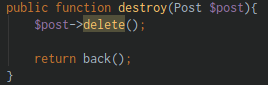 public function destroy(Post $post){
    $post->delete();

    return back();
}